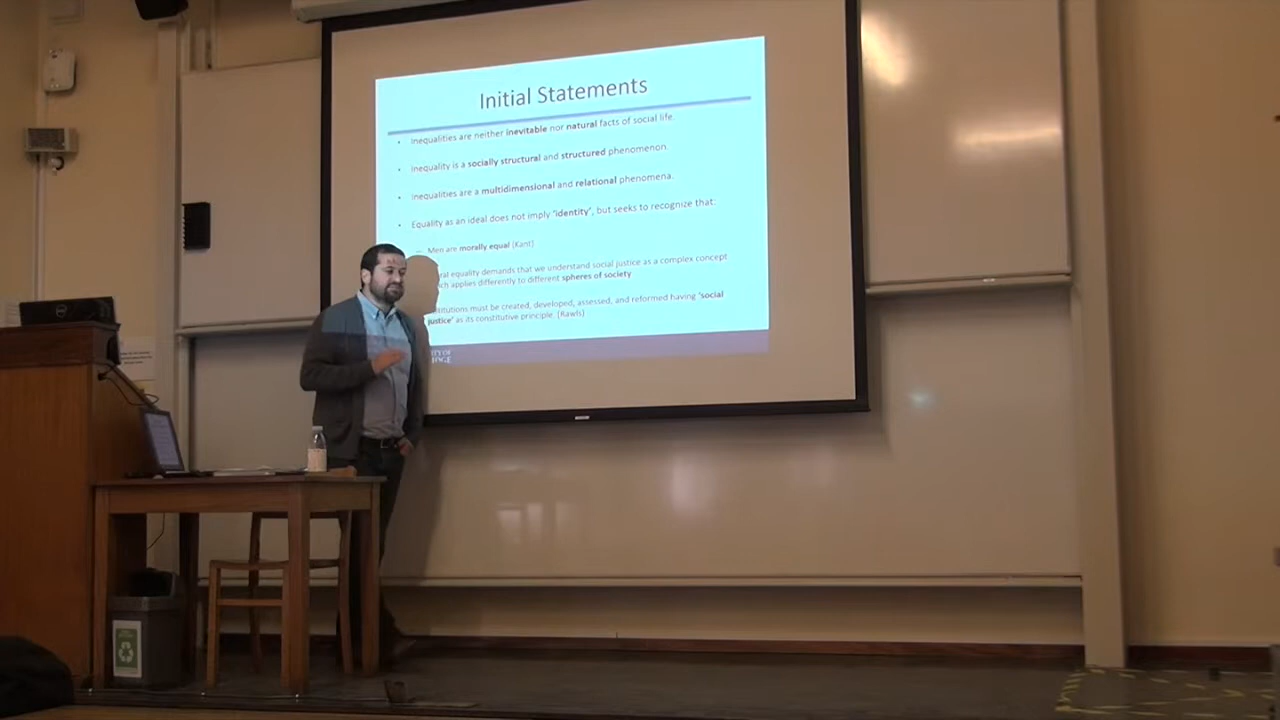 Initial Statements
• Inequalities are neither inevitable nor natural facts of social life.
• Inequality is a socially structural and structured phenomenon.
• Inequalities are a multidimensional and relational phenomena.
• Equality as an ideal does not imply 'identity', but seeks to recognize that:
– Men are morally equal (Kant)
equality demands that we understand social justice as a complex concept
applies differently to different spheres of society
must be created, developed, assessed, and reformed having 'social
justice' as its constitutive principle. (Rawls)